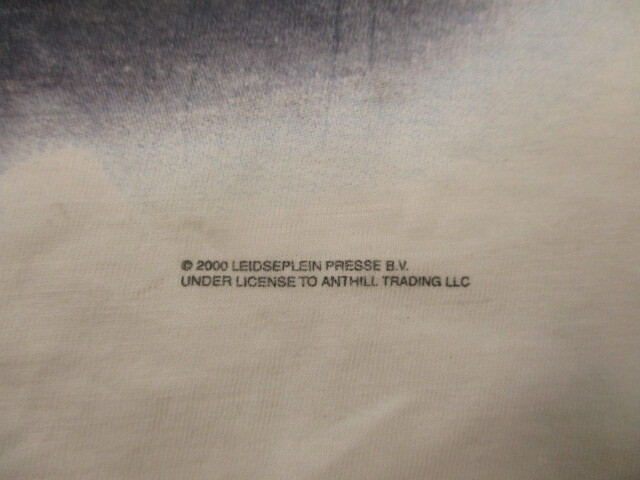 © 2000 LEIDSEPLEIN PRESSE B.V.
UNDER LICENSE TO ANTHILL TRADING LLC